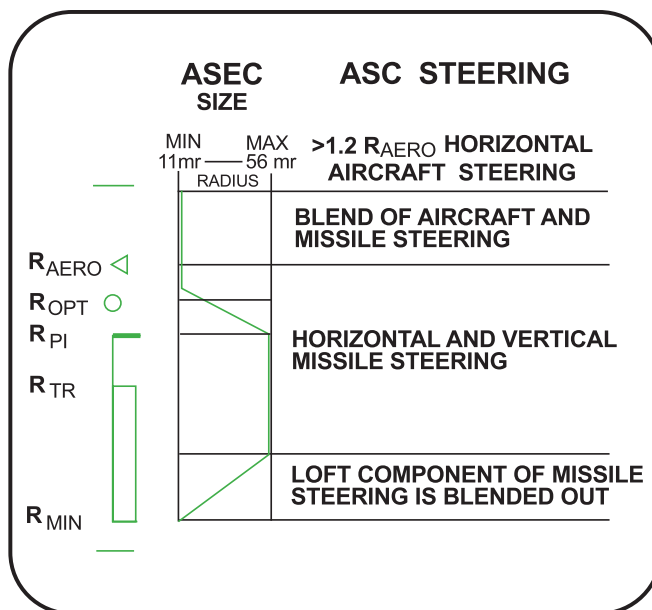 ASEC
SIZE
ASC STEERING
MIN MAX
11mr 56 mr
RADIUS
>1.2 RAERO HORIZONTAL
AIRCRAFT STEERING
BLEND OF AIRCRAFT AND
MISSILE STEERING
RAERO
ROPT
RPI
HORIZONTAL AND VERTICAL
MISSILE STEERING
RTR
LOFT COMPONENT OF MISSILE
STEERING IS BLENDED OUT
RMIN